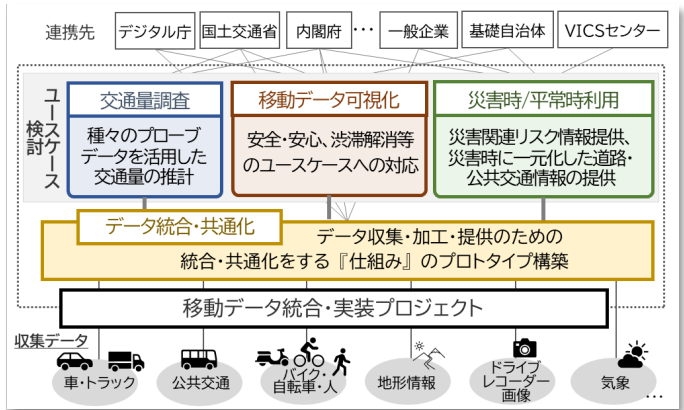 連携先
デジタル庁
国土交通省
内閣府
…
一般企業
基礎自治体
VICSセンター
ユースケース
検討
交通量調査
種々のプローブ
データを活用した
交通量の推計
移動データ可視化
安全・安心、渋滞解消等
のユースケースへの対応
災害時/平常時利用
災害関連リスク情報提供、
災害時に一元化した道路・
公共交通情報の提供
データ統合・共通化
データ収集・加工・提供のための
統合・共通化をする『仕組み』のプロトタイプ構築
移動データ統合・実装プロジェクト
収集データ
車・トラック
公共交通
バイク・
自転車・人
地形情報
ドライブ
レコーダー
画像
気象
…